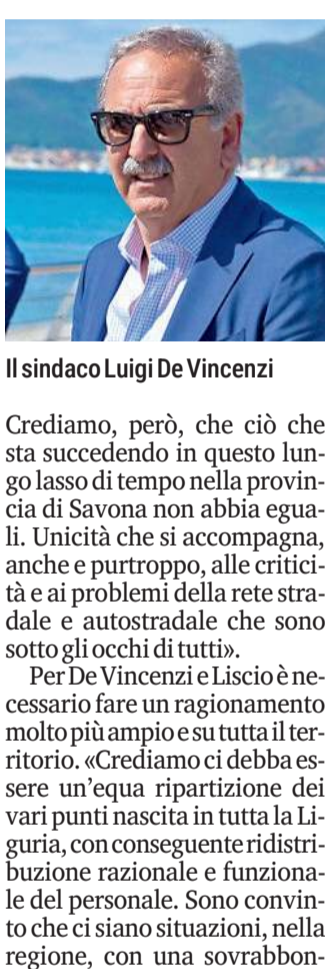 Il sindaco Luigi De Vincenzi
Crediamo, però, che ciò che
sta succedendo in questo lun-
go lasso di tempo nella provin-
cia di Savona non abbia egua-
li. Unicità che si accompagna,
anche e purtroppo, alle critici-
tà e ai problemi della rete stra-
dale e autostradale che sono
sotto gli occhi di tutti».
Per De Vincenzi e Liscio è ne-
cessario fare un ragionamento
molto più ampio e su tutta il ter-
ritorio. «Crediamo ci debba es-
sere un’equa ripartizione dei
vari punti nascita in tutta la Li-
guria, con conseguente ridistri-
buzione razionale e funziona-
le del personale. Sono convin-
to che ci siano situazioni, nella
regione, con una sovrabbon-